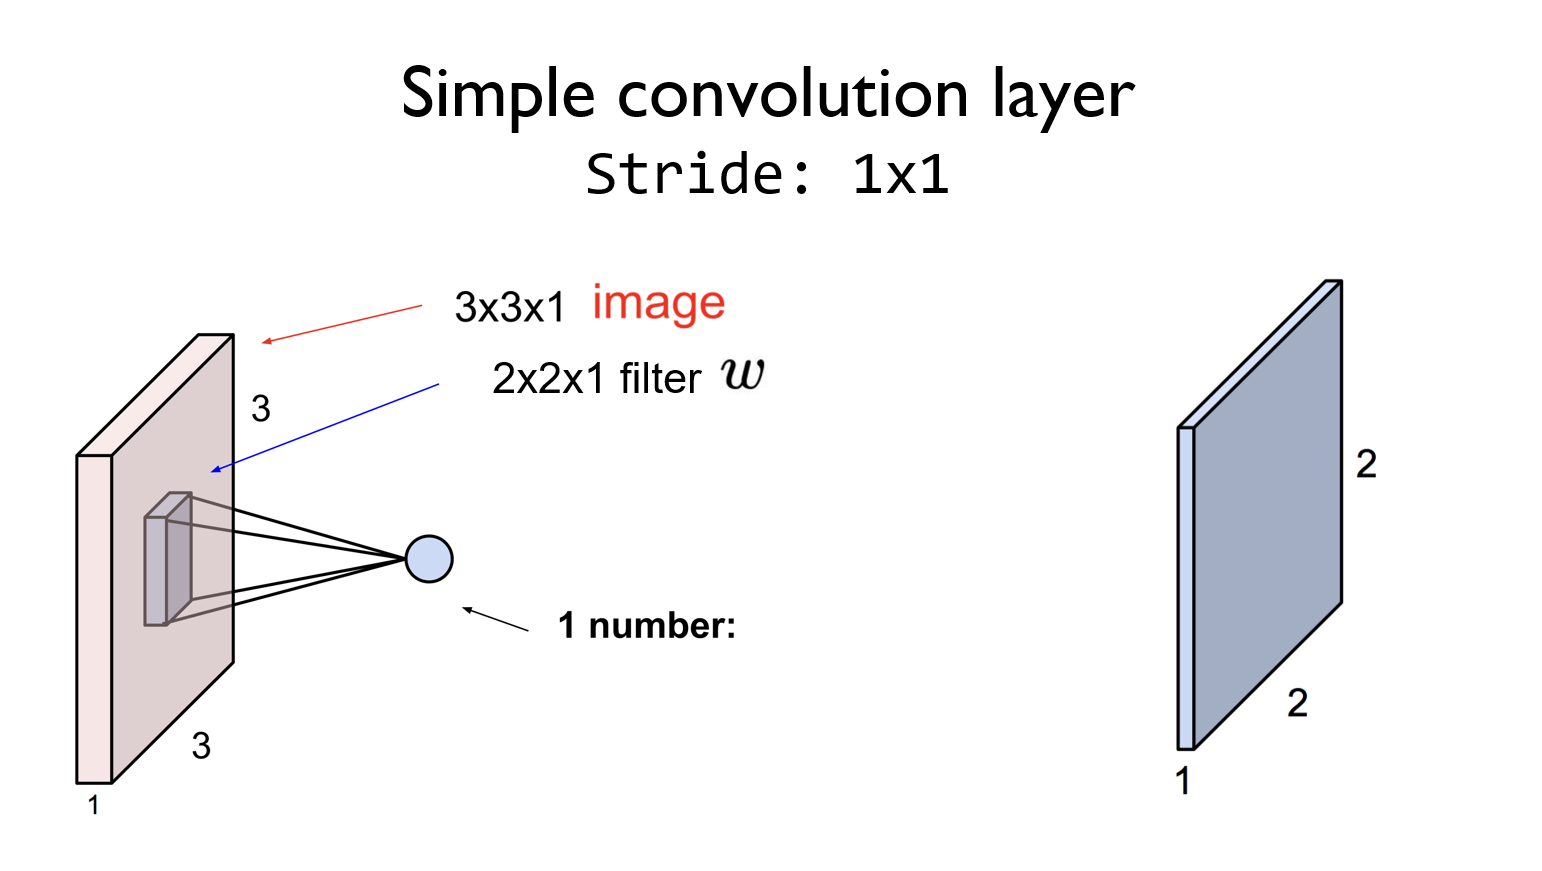 Simple convolution layer
Stride: 1x1
3x3x1 image
2x2x1 filter w
3
3
1
1 number:
2
2
1